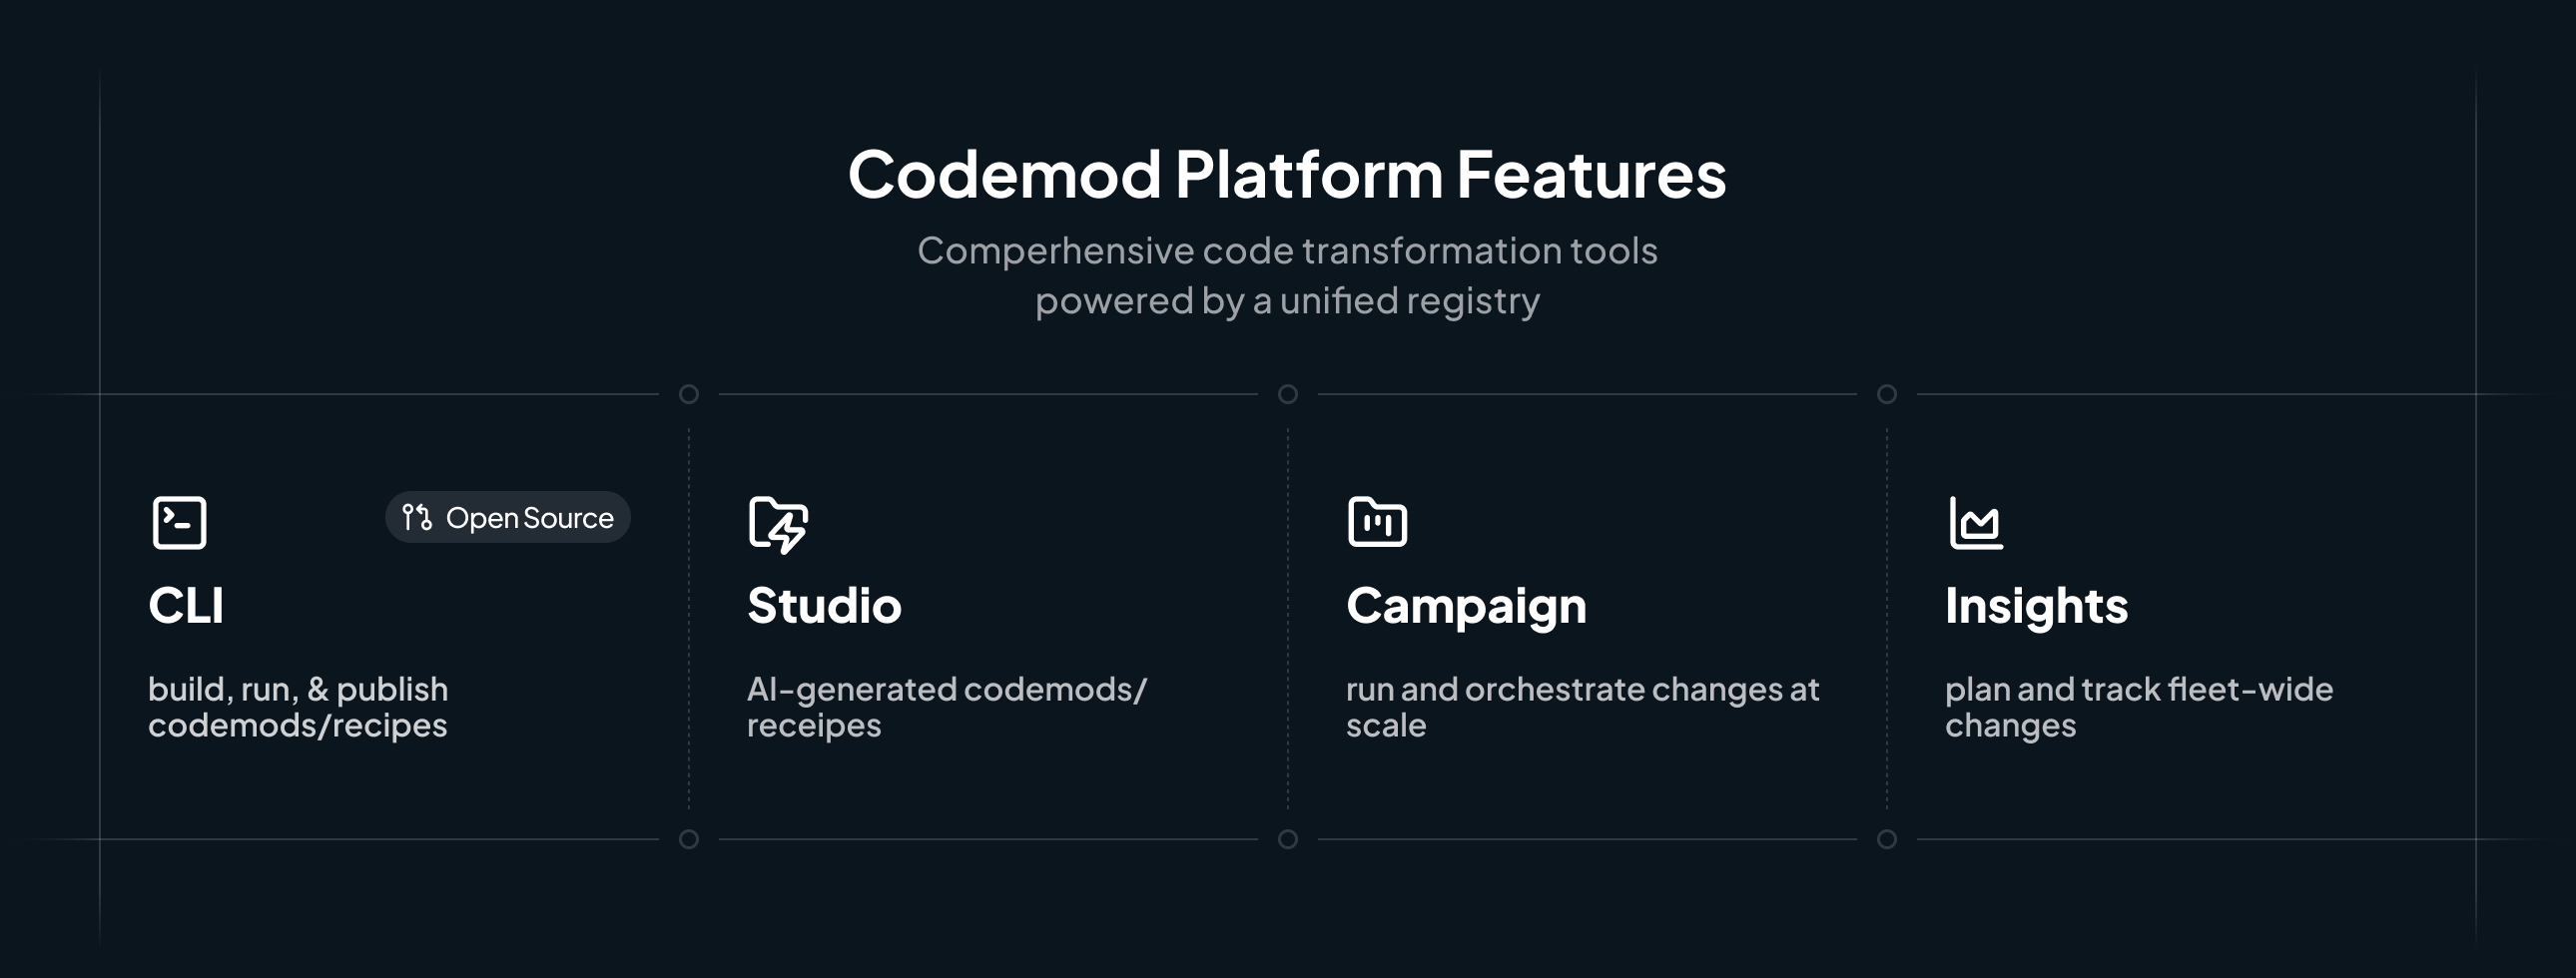 Codemod Platform Features
Comperhensive code transformation tools
powered by a unified registry
Open Source
CLI
build, run, & publish
codemods/recipes
Studio
AI-generated codemods/
receipes
Campaign
run and orchestrate changes at
scale
Insights
plan and track fleet-wide
changes